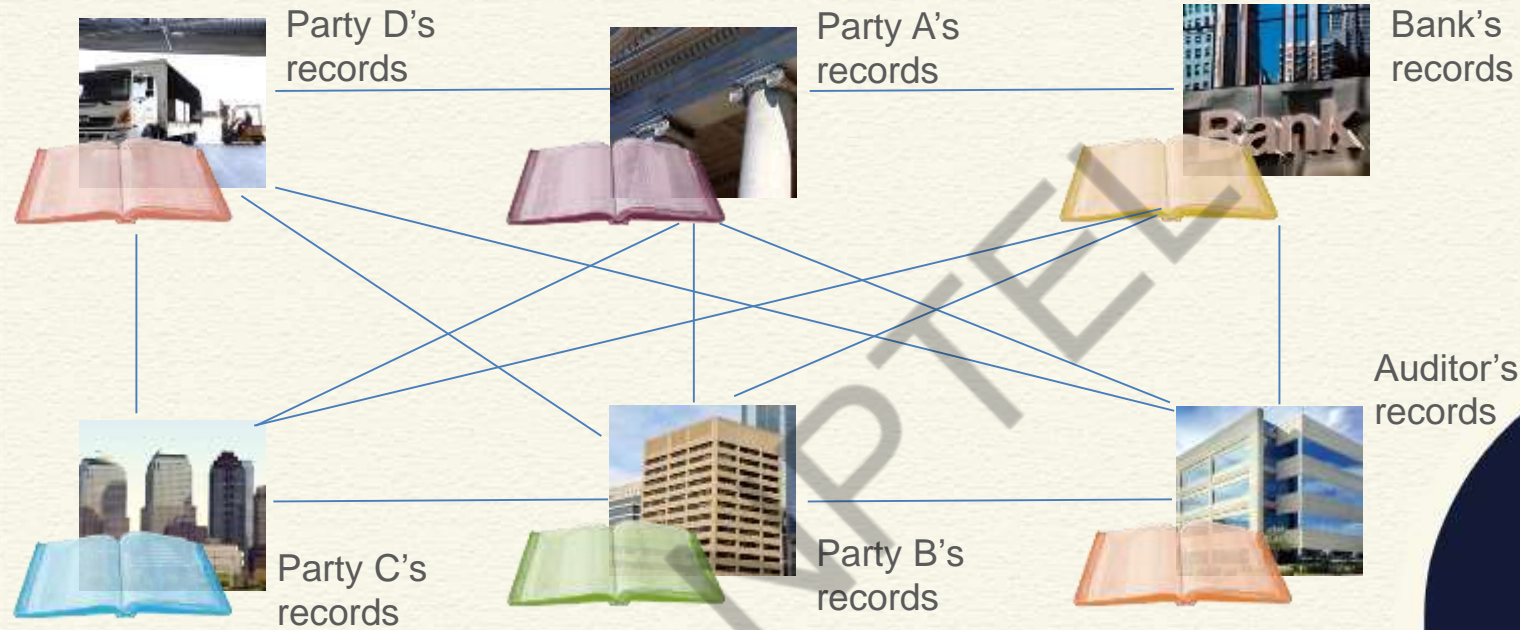 Party D’s
records
Party A’s
records
Bank’s
records
Bank
Auditor’s
records
Party C’s
records
Party B’s
records
NPTEL